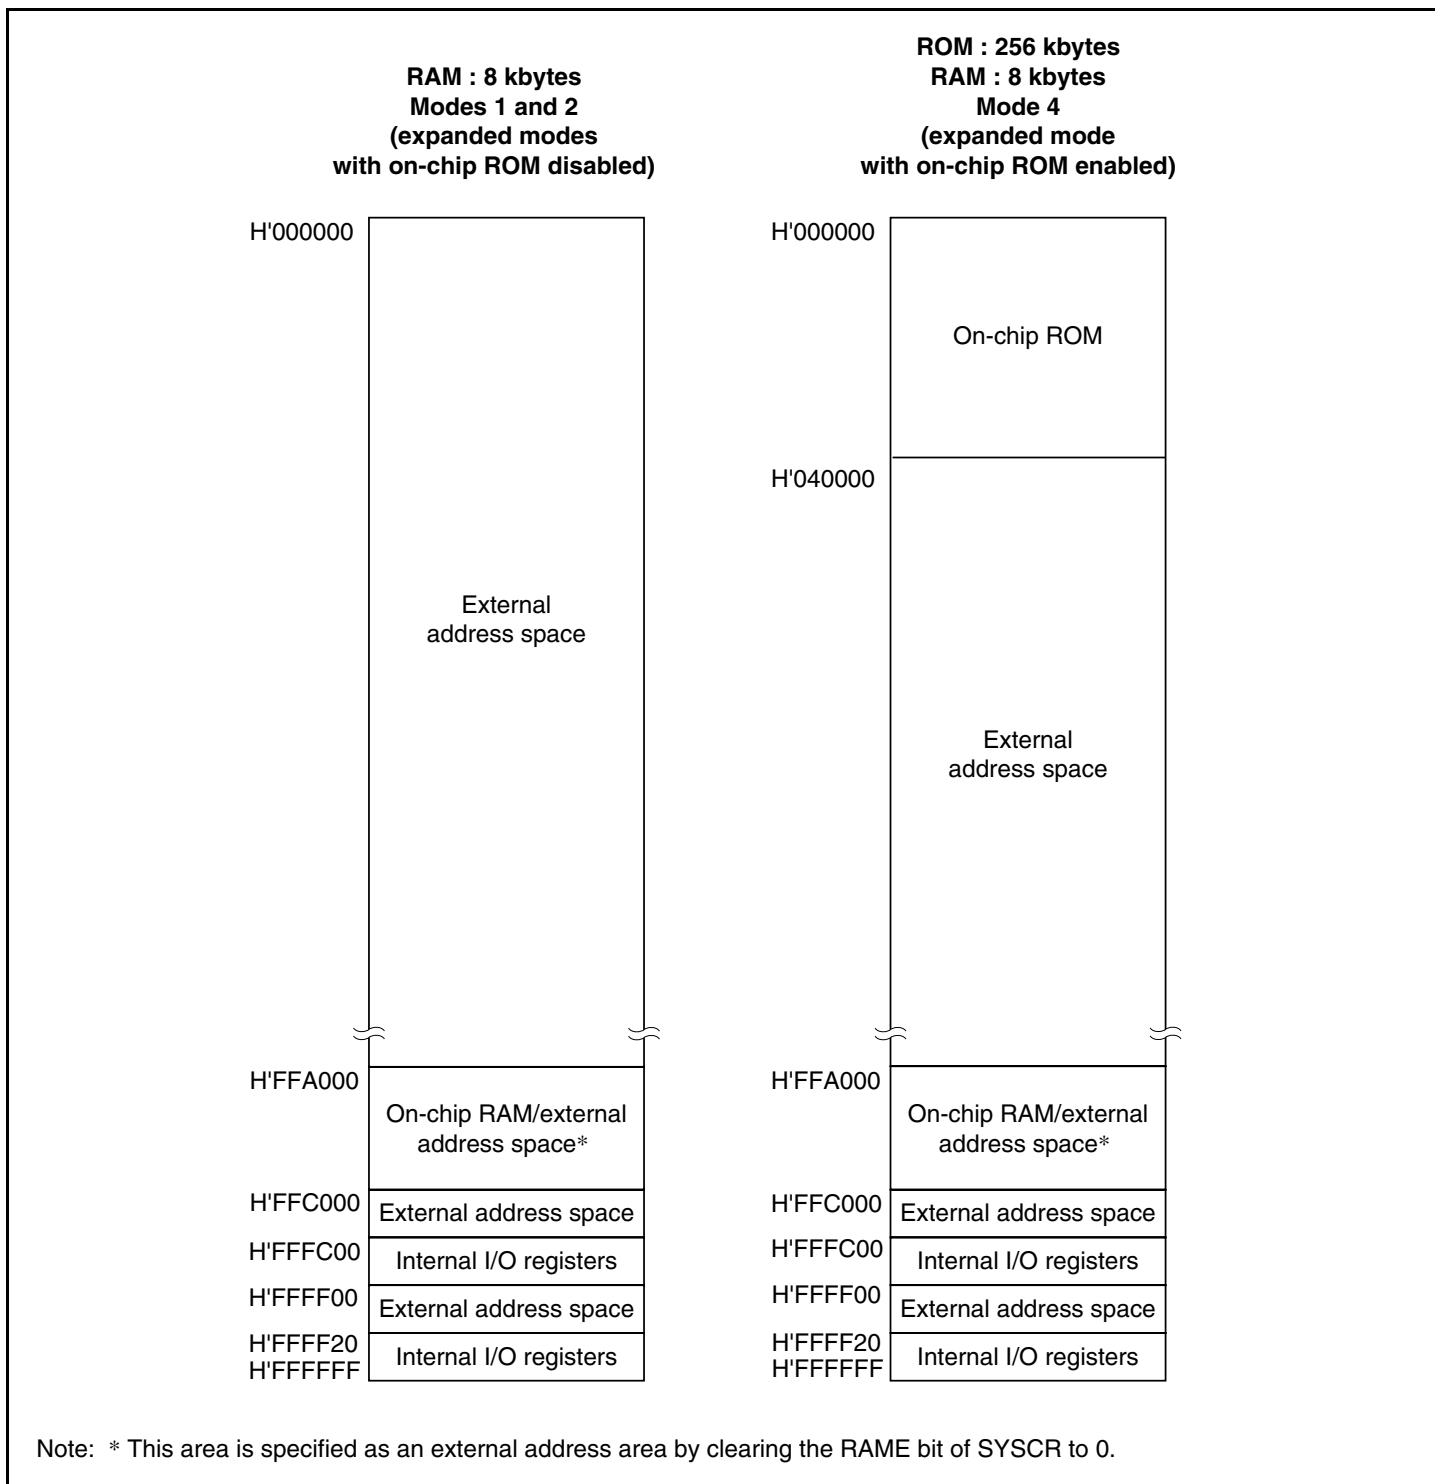 RAM : 8 kbytes
Modes 1 and 2
(expanded modes
with on-chip ROM disabled)
H'000000
External
address space
H'FFA000
On-chip RAM/external
address space*
H'FFC000
External address space
H'FFFC00
Internal I/O registers
H'FFFF00
External address space
H'FFFF20
H'FFFFFF
Internal I/O registers
ROM : 256 kbytes
RAM : 8 kbytes
Mode 4
(expanded mode
with on-chip ROM enabled)
H'000000
On-chip ROM
H'040000
External
address space
H'FFA000
On-chip RAM/external
address space*
H'FFC000
External address space
H'FFFC00
Internal I/O registers
H'FFFF00
External address space
H'FFFF20
H'FFFFFF
Internal I/O registers
Note: * This area is specified as an external address area by clearing the RAME bit of SYSCR to 0.